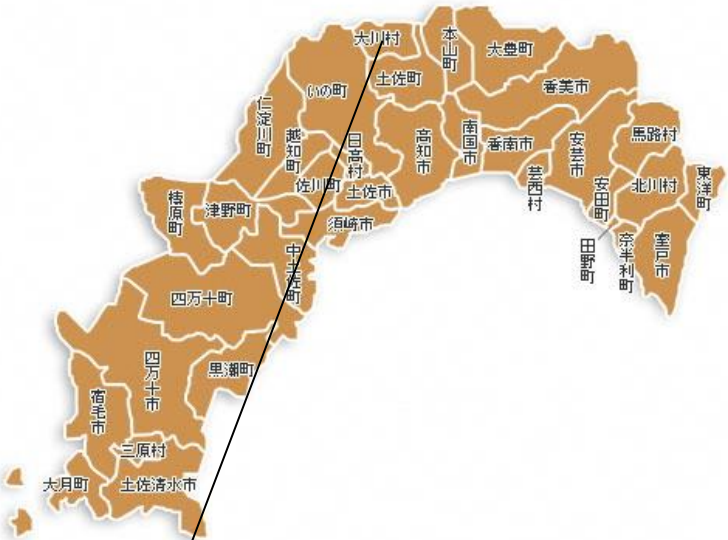 大川村
本山町
大豊町
土佐町
いの町
香美市
仁淀川町
越知町
日高村
高知市
南国市
香南市
安芸市
馬路村
佐川町
土佐市
芸西村
安田町
北川村
東洋町
梼原町
津野町
須崎市
田野町
奈半利町
室戸市
中土佐町
四万十町
四万十市
黒潮町
宿毛市
三原村
大月町
土佐清水市